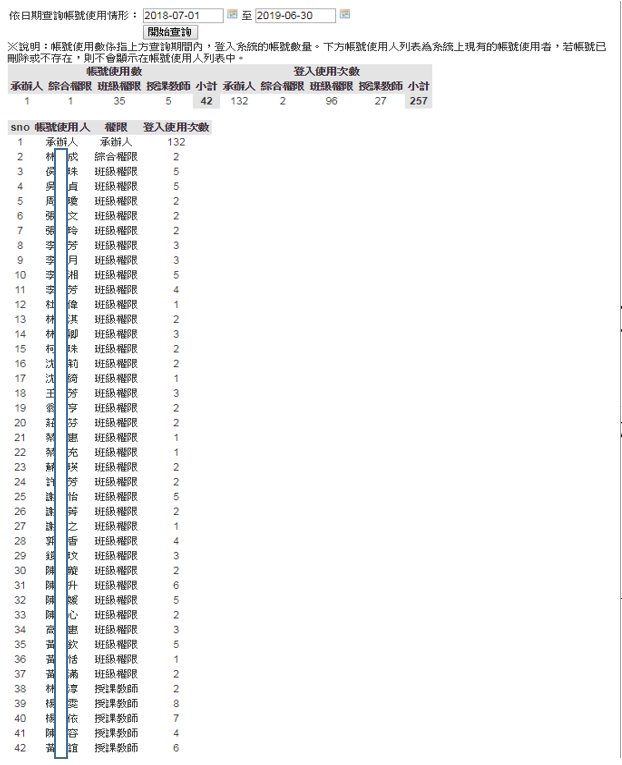 依日期查詢帳號使用情形： 2018-07-01 至 2019-06-30
開始查詢
※說明：帳號使用數係指上方查詢期間內，登入系統的帳號數量。下方帳號使用人列表為系統上現有的帳號使用者，若帳號已
刪除或不存在，則不會顯示在帳號使用人列表中。
帳號使用數 登入使用次數
承辦人 綜合權限 班級權限 授課教師 小計 承辦人 綜合權限 班級權限 授課教師 小計
1 1 35 5 42 132 2 96 27 257
sno 帳號使用人 權限 登入使用次數
1 承辦人 承辦人 132
2 林 成 綜合權限 2
3 珠 班級權限 5
4 吳 貞 班級權限 5
5 周 瓊 班級權限 2
6 張 文 班級權限 2
7 張 玲 班級權限 2
8 李 芳 班級權限 3
9 李 月 班級權限 3
10 李 湘 班級權限 5
11 李 芳 班級權限 4
12 杜 偉 班級權限 1
13 林 淇 班級權限 2
14 林 卿 班級權限 3
15 柯 珠 班級權限 2
16 沈 莉 班級權限 2
17 沈 綺 班級權限 1
18 王 芳 班級權限 3
19 翁 亨 班級權限 2
20 莊 芬 班級權限 2
21 蔡 惠 班級權限 1
22 蔡 充 班級權限 1
23 蘇 瑛 班級權限 2
24 許 芳 班級權限 2
25 謝 怡 班級權限 5
26 謝 菁 班級權限 2
27 謝 之 班級權限 1
28 郭 香 班級權限 4
29 玟 班級權限 3
30 陳 璇 班級權限 2
31 陳 升 班級權限 6
32 陳 媛 班級權限 5
33 陳 心 班級權限 2
34 高 惠 班級權限 3
35 黃 欽 班級權限 5
36 黃 恬 班級權限 1
37 黃 滿 班級權限 2
38 林 淳 授課教師 2
39 楊 雯 授課教師 8
40 楊 依 授課教師 7
41 陳 容 授課教師 4
42 黃 誼 授課教師 6